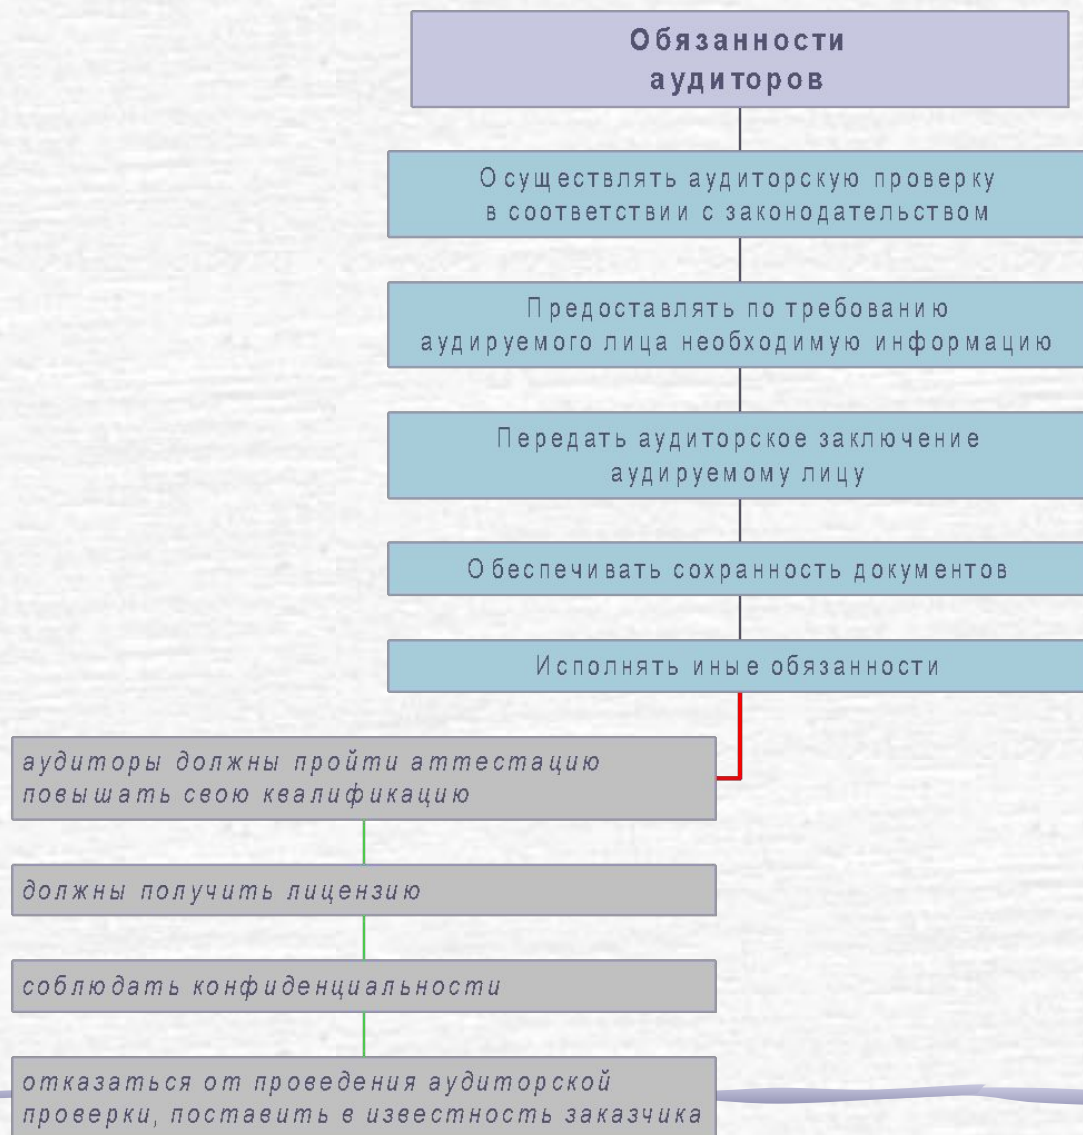 Обязанности
аудиторов
Осуществлять аудиторскую проверку
в соответствии с законодательством
Предоставлять по требованию
аудируемого лица необходимую информацию
Передать аудиторское заключение
аудируемому лицу
Обеспечивать сохранность документов
Исполнять иные обязанности
аудиторы должны пройти аттестацию
повышать свою квалификацию
должны получить лицензию
соблюдать конфиденциальности
отказаться от проведения аудиторской
проверки, поставить в известность заказчика